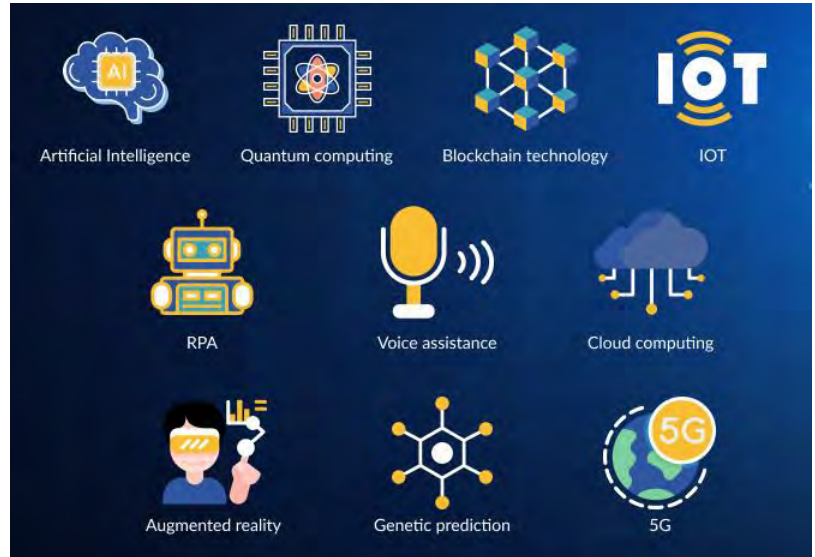 AI
IOT
Artificial Intelligence
Quantum computing
Blockchain technology
IOT
RPA
Voice assistance
Cloud computing
5G
Augmented reality
Genetic prediction
5G